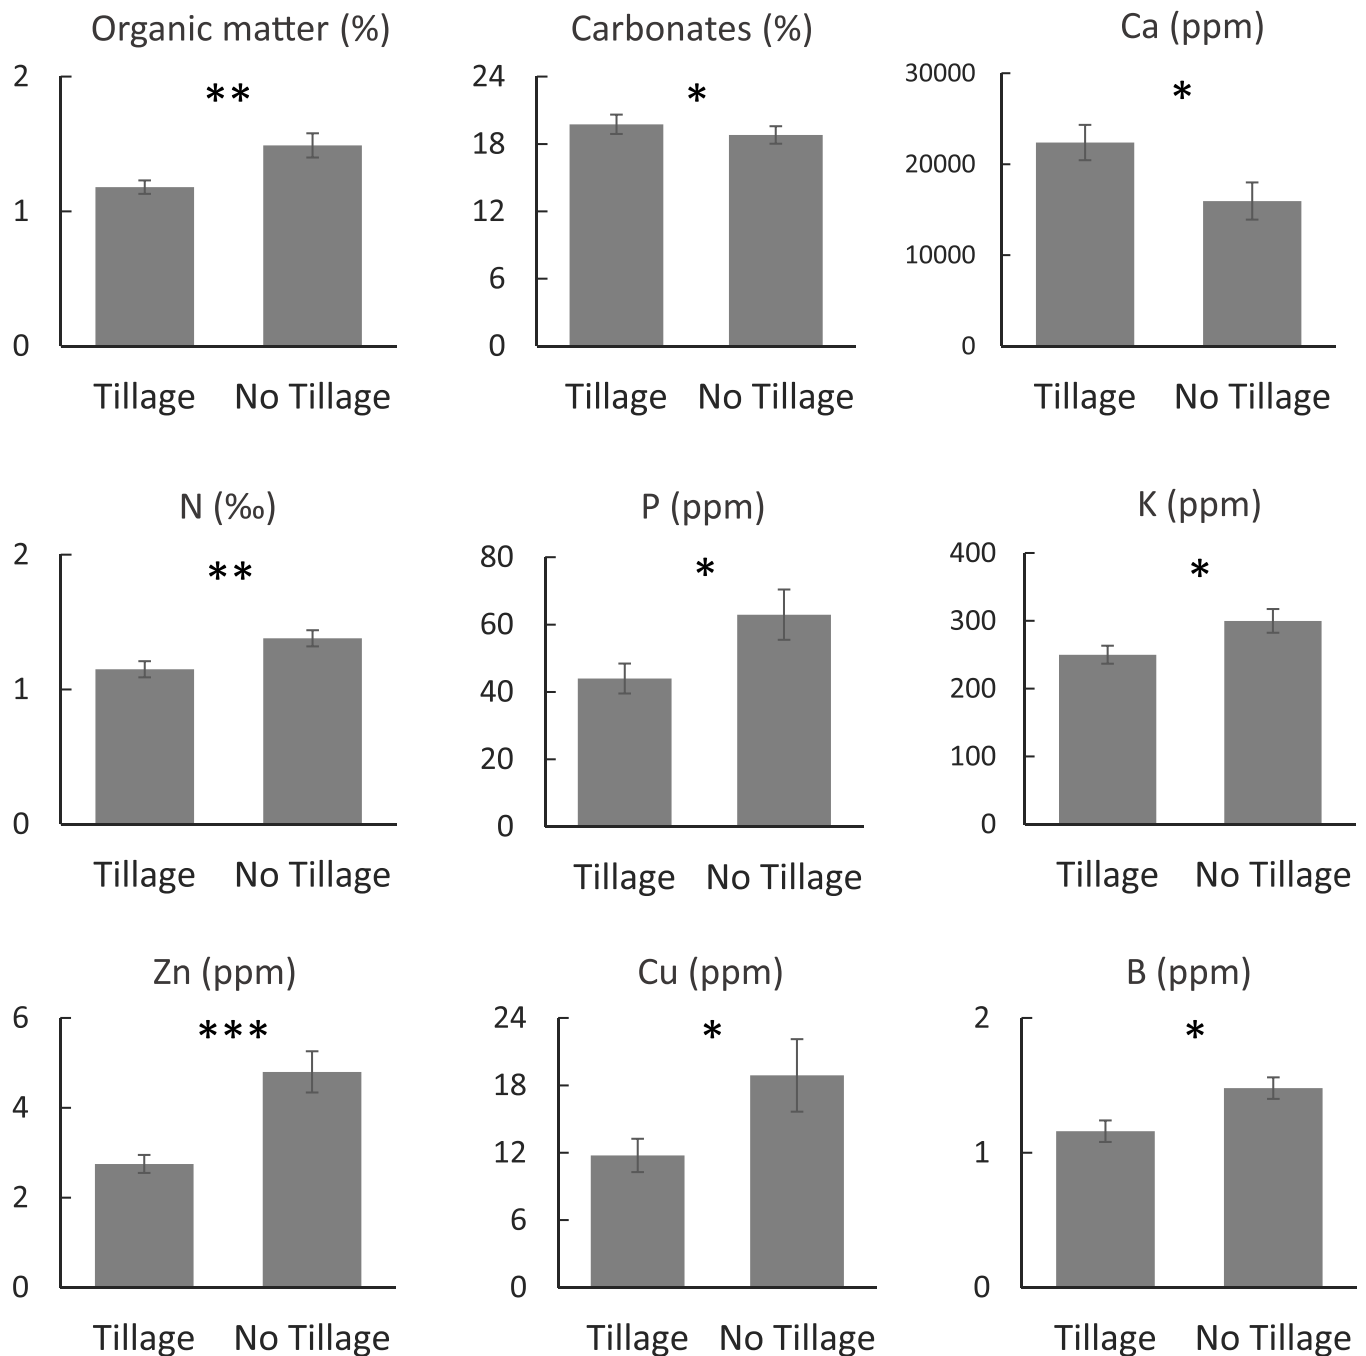 Organic matter (%)
**
2
1
0
Tillage No Tillage
Carbonates (%)
*
24
18
12
6
0
Tillage No Tillage
Ca (ppm)
*
30000
20000
10000
0
Tillage No Tillage
N (‰)
**
2
1
0
Tillage No Tillage
P (ppm)
*
80
60
40
20
0
Tillage No Tillage
K (ppm)
*
400
300
200
100
0
Tillage No Tillage
Zn (ppm)
***
6
4
2
0
Tillage No Tillage
Cu (ppm)
*
24
18
12
6
0
Tillage No Tillage
B (ppm)
*
2
1
0
Tillage No Tillage